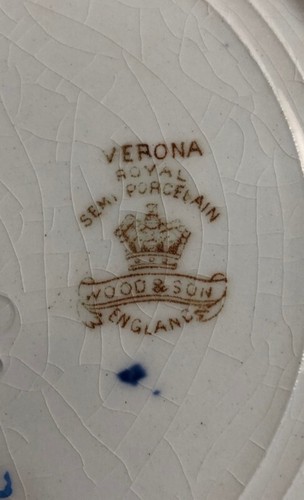 VERONA
ROYAL
SEMI PORCELAIN
WOOD & SON
ENGLAND